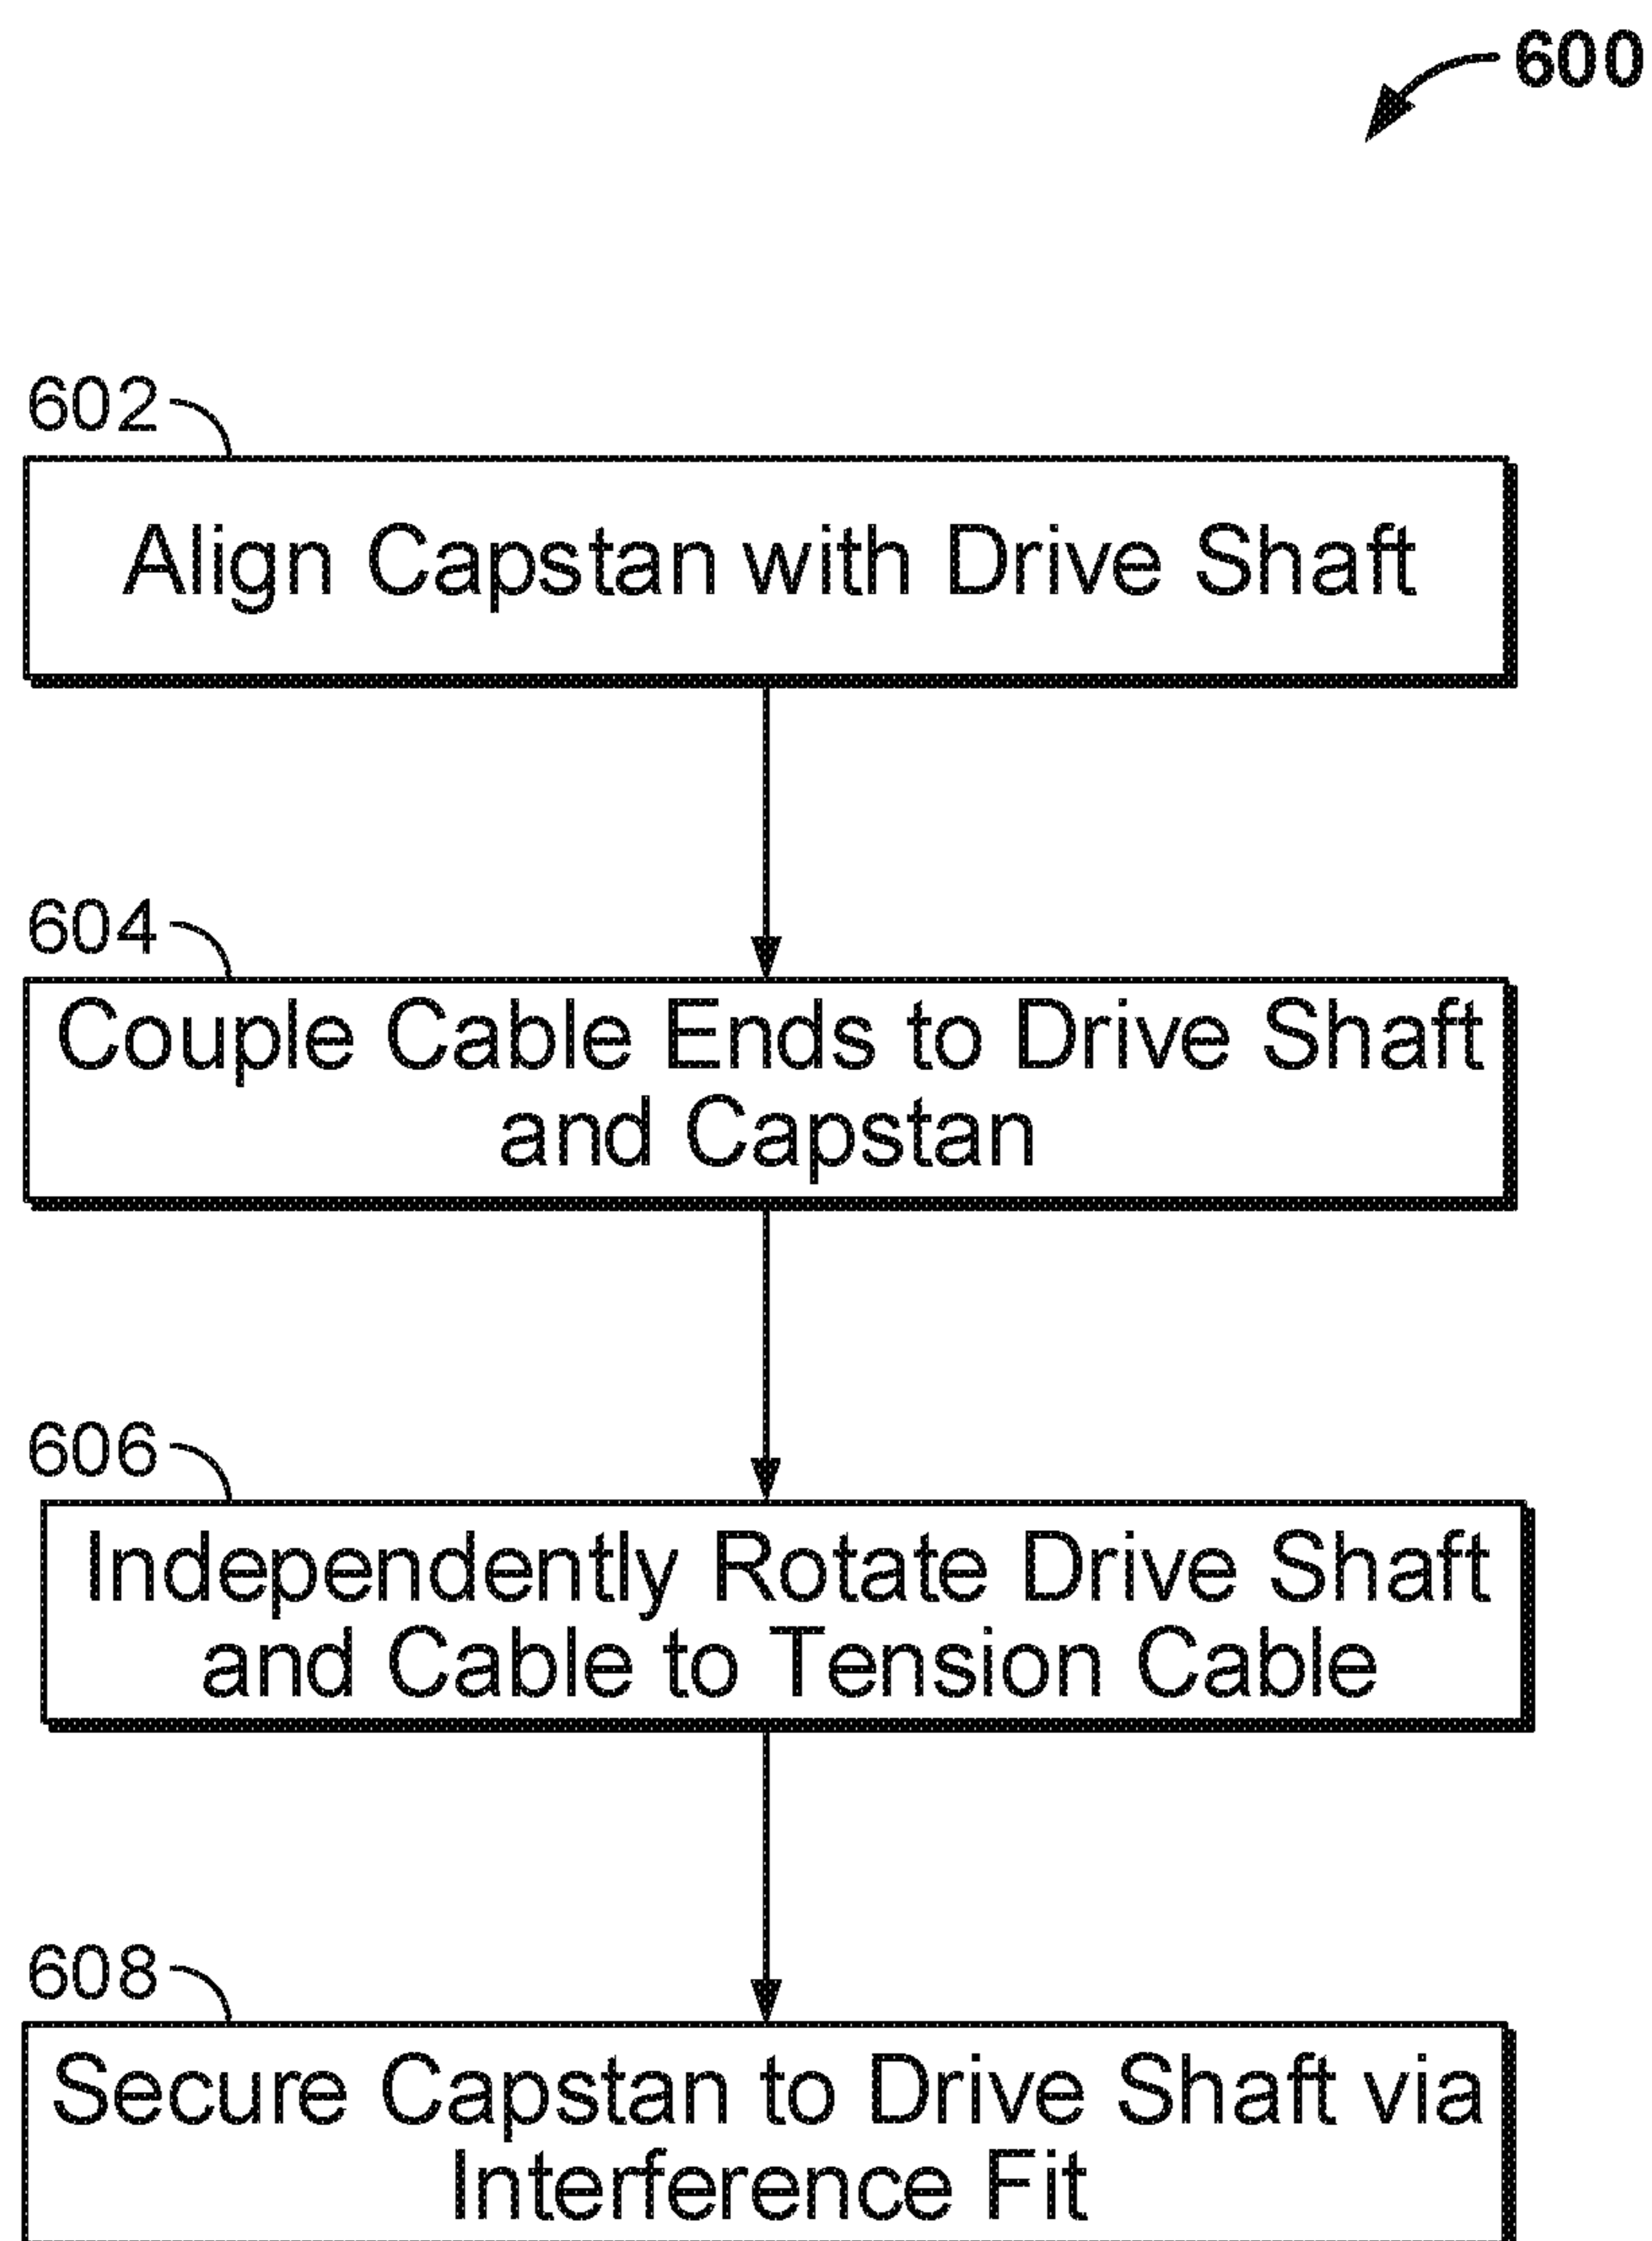 600
602
Align Capstan with Drive Shaft
604
Couple Cable Ends to Drive Shaft
and Capstan
606
Independently Rotate Drive Shaft
and Cable to Tension Cable
608
Secure Capstan to Drive Shaft via
Interference Fit